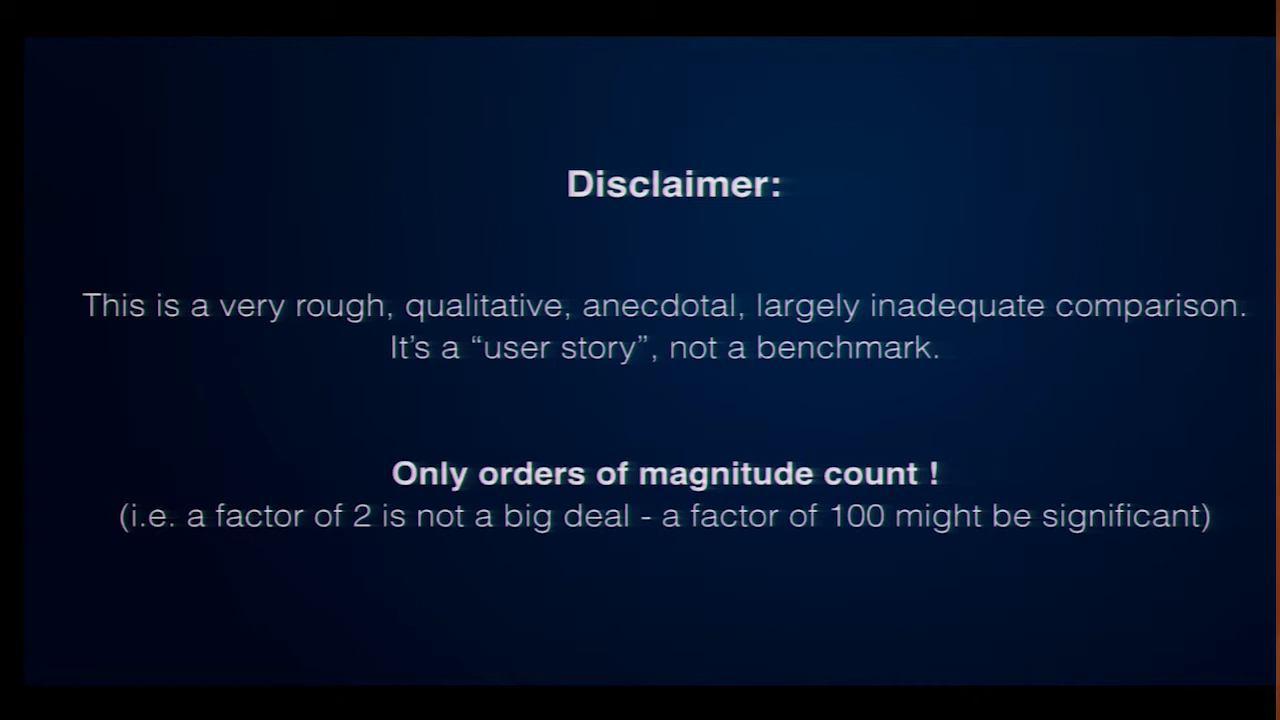 Disclaimer:
This is a very rough, qualitative, anecdotal, largely inadequate comparison.
It’s a “user story”, not a benchmark.
Only orders of magnitude count !
(i.e. a factor of 2 is not a big deal - a factor of 100 might be significant)